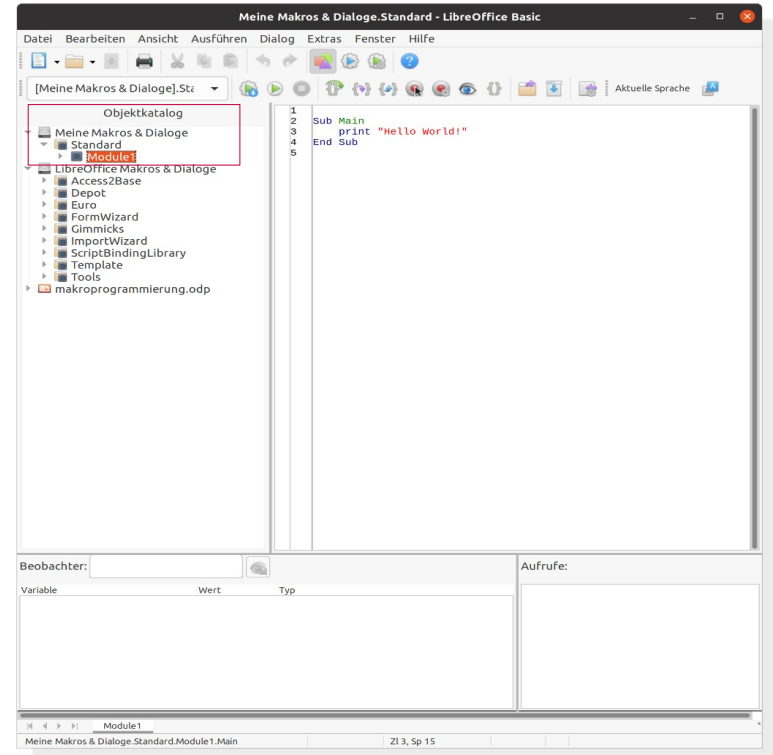 Meine Makros & Dialoge.Standard - LibreOffice Basic
Datei Bearbeiten Ansicht Ausführen Dialog Extras Fenster Hilfe
[Meine Makros & Dialoge].Sta
Aktuelle Sprache
Objektkatalog
Meine Makros & Dialoge
Standard
Module1
LibreOffice Makros & Dialoge
Access2Base
Depot
Euro
FormWizard
Gimmicks
ImportWizard
ScriptBindingLibrary
Template
Tools
makroprogrammierung.odp
1
2 Sub Main
3 print "Hello World!"
4 End Sub
5
Beobachter:
Aufrufe:
Variable Wert Typ
Module1
Meine Makros & Dialoge.Standard.Module1.Main Zl 3, Sp 15